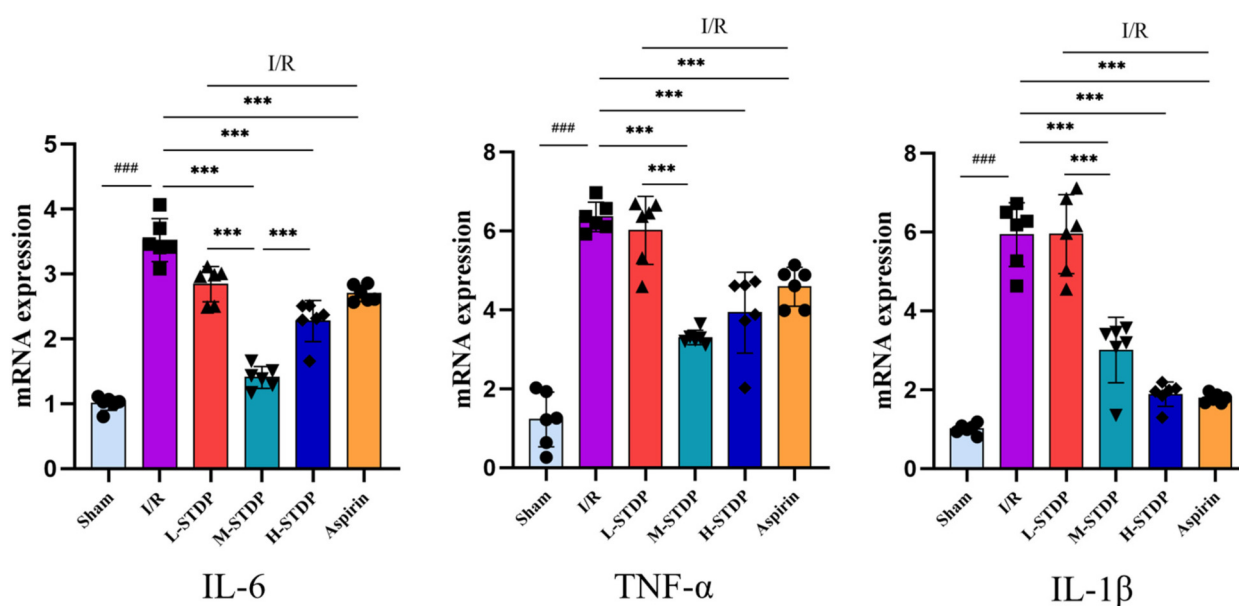 I/R
***
***
***
###
*** ***
mRNA expression
5
4
3
2
1
0
Sham
I/R
L-STDP
M-STDP
H-STDP
Aspirin
IL-6
I/R
***
***
***
###
***
mRNA expression
8
6
4
2
0
Sham
I/R
L-STDP
M-STDP
H-STDP
Aspirin
TNF-α
I/R
***
***
***
###
***
mRNA expression
8
6
4
2
0
Sham
I/R
L-STDP
M-STDP
H-STDP
Aspirin
IL-1β